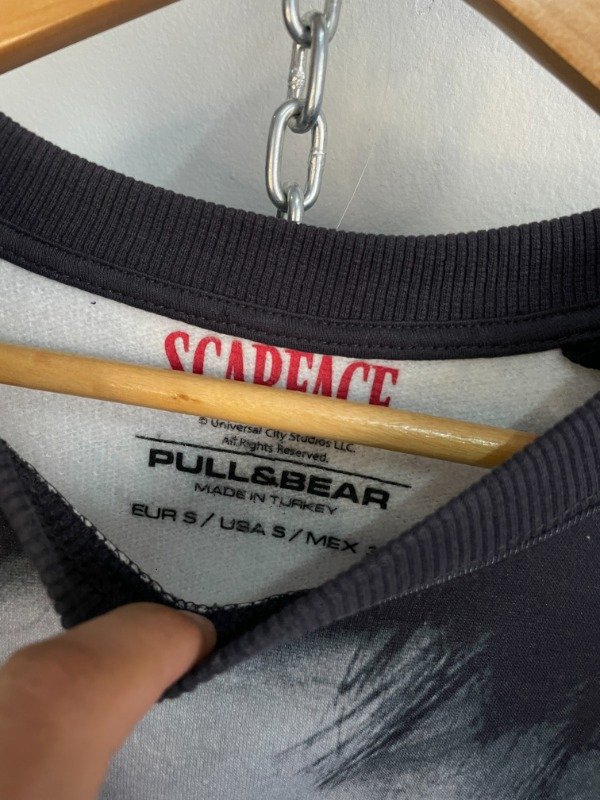 SCARFACE
© Universal City Studios LLC.
All Rights Reserved.
PULL&BEAR
MADE IN TURKEY
EUR S / USA S / MEX